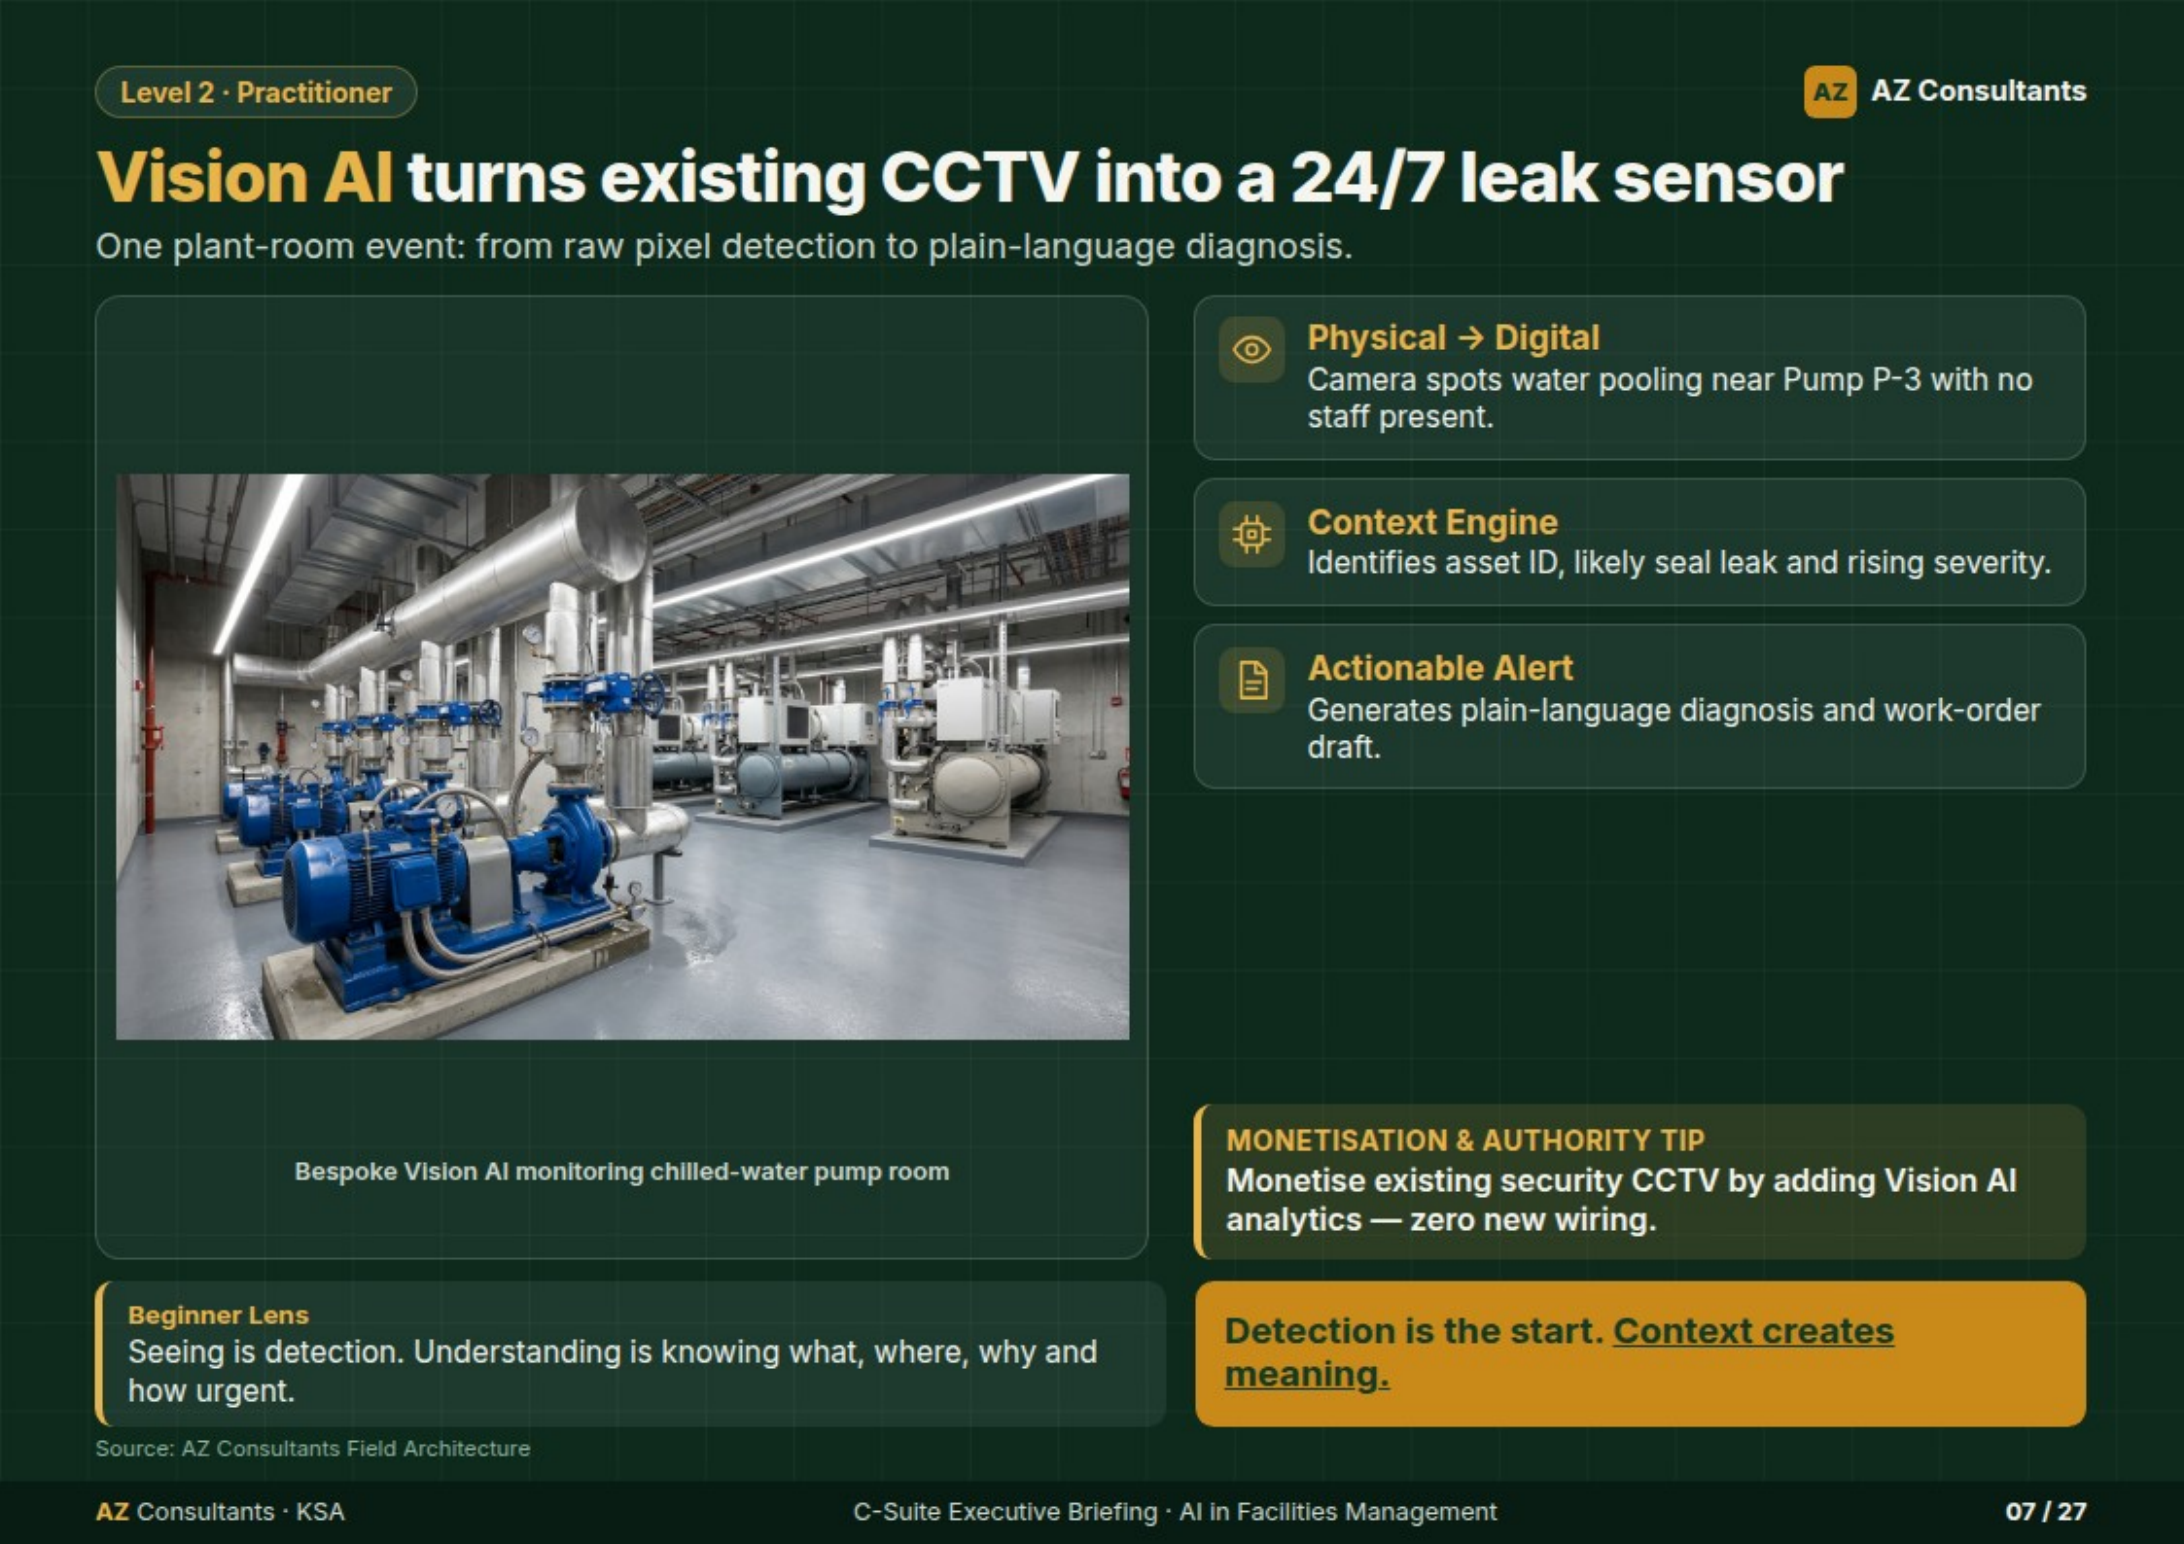 Level 2 · Practitioner
AZ AZ Consultants
Vision AI turns existing CCTV into a 24/7 leak sensor
One plant-room event: from raw pixel detection to plain-language diagnosis.
Physical → Digital
Camera spots water pooling near Pump P-3 with no
staff present.
Context Engine
Identifies asset ID, likely seal leak and rising severity.
Actionable Alert
Generates plain-language diagnosis and work-order
draft.
Bespoke Vision AI monitoring chilled-water pump room
MONETISATION & AUTHORITY TIP
Monetise existing security CCTV by adding Vision AI
analytics — zero new wiring.
Beginner Lens
Seeing is detection. Understanding is knowing what, where, why and
how urgent.
Detection is the start. Context creates
meaning.
Source: AZ Consultants Field Architecture
AZ Consultants · KSA
C-Suite Executive Briefing · AI in Facilities Management
07 / 27